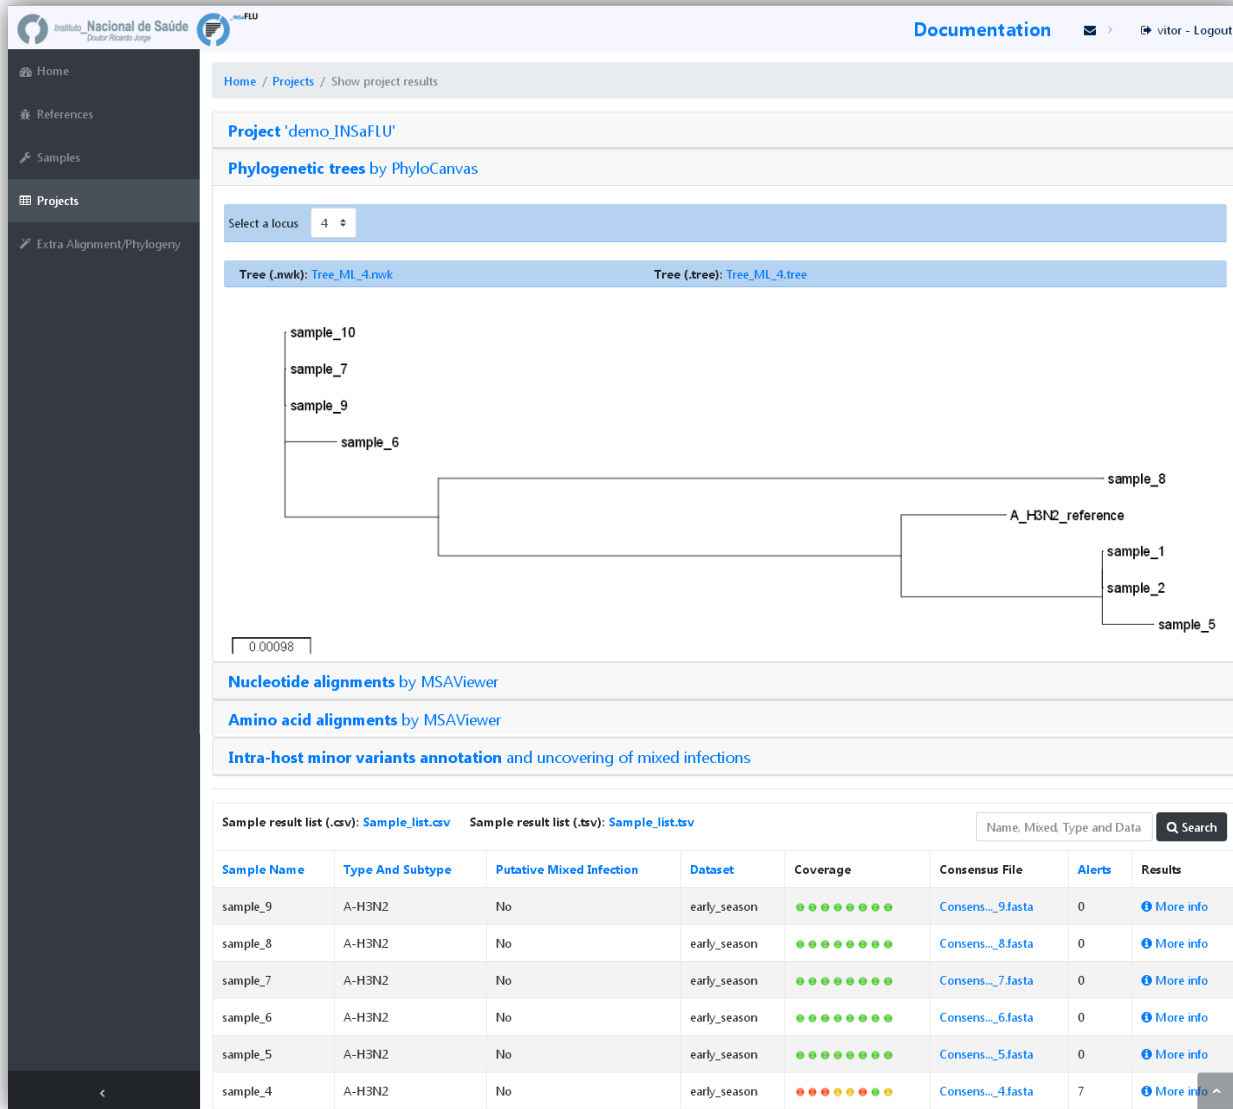 Instituto_Nacional de Saúde
Doutor Ricardo Jorge
_INSaFLU
Documentation
vitor - Logout
Home
References
Samples
Projects
Extra Alignment/Phylogeny
Home / Projects / Show project results
Project 'demo_INSaFLU'
Phylogenetic trees by PhyloCanvas
Select a locus 4
Tree (.nwk): Tree_ML_4.nwk Tree (.tree): Tree_ML_4.tree
sample_10
sample_7
sample_9
sample_6
sample_8
A_H3N2_reference
sample_1
sample_2
sample_5
0.00098
Nucleotide alignments by MSAViewer
Amino acid alignments by MSAViewer
Intra-host minor variants annotation and uncovering of mixed infections
Sample result list (.csv): Sample_list.csv Sample result list (.tsv): Sample_list.tsv
Name, Mixed, Type and Data Search
Sample Name Type And Subtype Putative Mixed Infection Dataset Coverage Consensus File Alerts Results
sample_9 A-H3N2 No early_season Consens..._9.fasta 0 More info
sample_8 A-H3N2 No early_season Consens..._8.fasta 0 More info
sample_7 A-H3N2 No early_season Consens..._7.fasta 0 More info
sample_6 A-H3N2 No early_season Consens..._6.fasta 0 More info
sample_5 A-H3N2 No early_season Consens..._5.fasta 0 More info
sample_4 A-H3N2 No early_season Consens..._4.fasta 7 More info